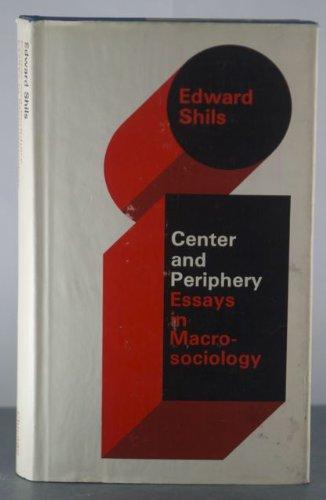 Edward
Shils
Center
and
Periphery
Essays
in
Macro-
sociology
Edward Shils